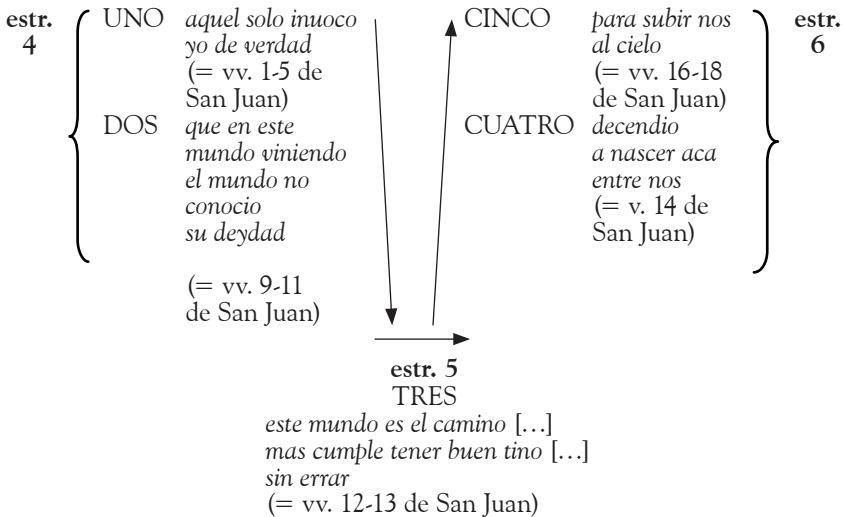 estr.
4
UNO aquel solo inuoco
yo de verdad
(= vv. 1-5 de
San Juan)
DOS que en este
mundo viniendo
el mundo no
conocio
su deydad
(= vv. 9-11
de San Juan)
CINCO para subir nos
al cielo
(= vv. 16-18
de San Juan)
CUATRO decendio
a nascer aca
entre nos
(= v. 14 de
San Juan)
estr.
6
estr. 5
TRES
este mundo es el camino […]
mas cumple tener buen tino […]
sin errar
(= vv. 12-13 de San Juan)